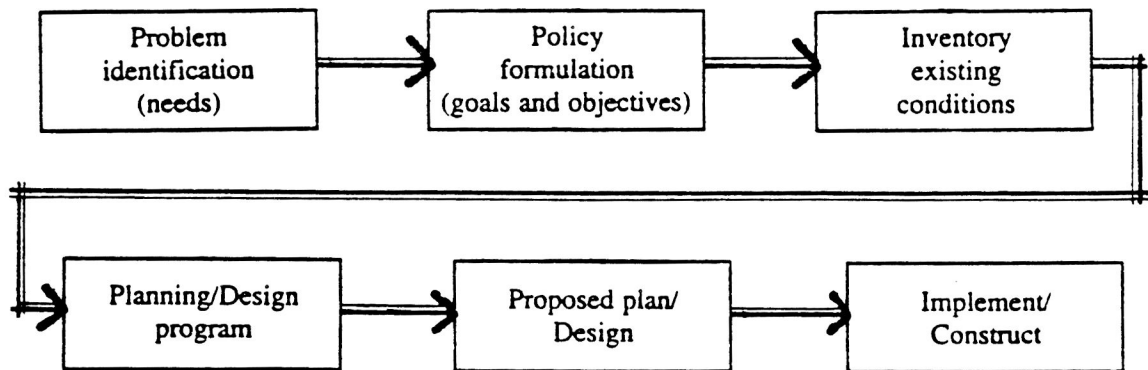 Problem
identification
(needs)
Policy
formulation
(goals and objectives)
Inventory
existing
conditions
Planning/Design
program
Proposed plan/
Design
Implement/
Construct